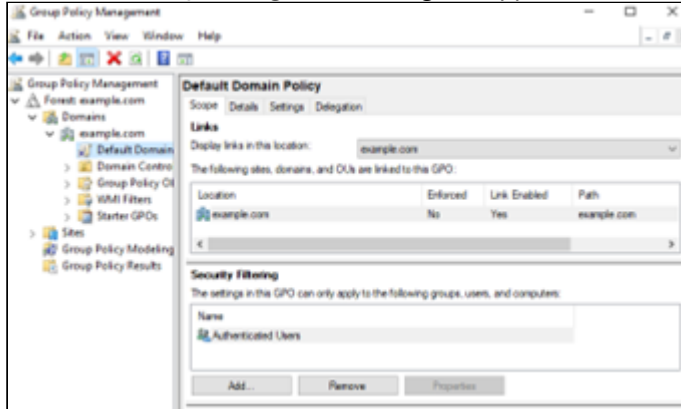 Group Policy Management
File Action View Window Help
Group Policy Management
Forest: example.com
Domains
example.com
Default Domain
Domain Contro
Group Policy Ob
WMI Filters
Starter GPOs
Sites
Group Policy Modeling
Group Policy Results
Default Domain Policy
Scope Details Settings Delegation
Links
Display links in this location: example.com
The following sites, domains, and OUs are linked to this GPO:
Location Enforced Link Enabled Path
example.com No Yes example.com
Security Filtering
The settings in this GPO can only apply to the following groups, users, and computers:
Name
Authenticated Users
Add... Remove Properties